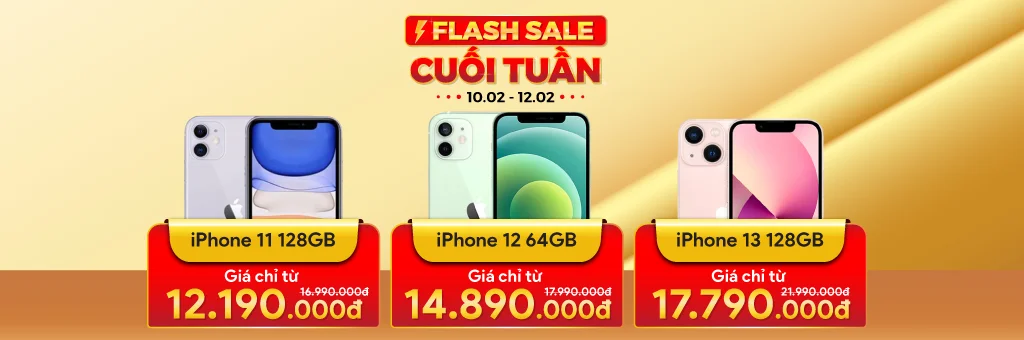 FLASH SALE
CUỐI TUẦN
10.02 - 12.02
iPhone 11 128GB
Giá chỉ từ
16.990.000đ
12.190.000đ
iPhone 12 64GB
Giá chỉ từ
17.990.000đ
14.890.000đ
iPhone 13 128GB
Giá chỉ từ
21.990.000đ
17.790.000đ